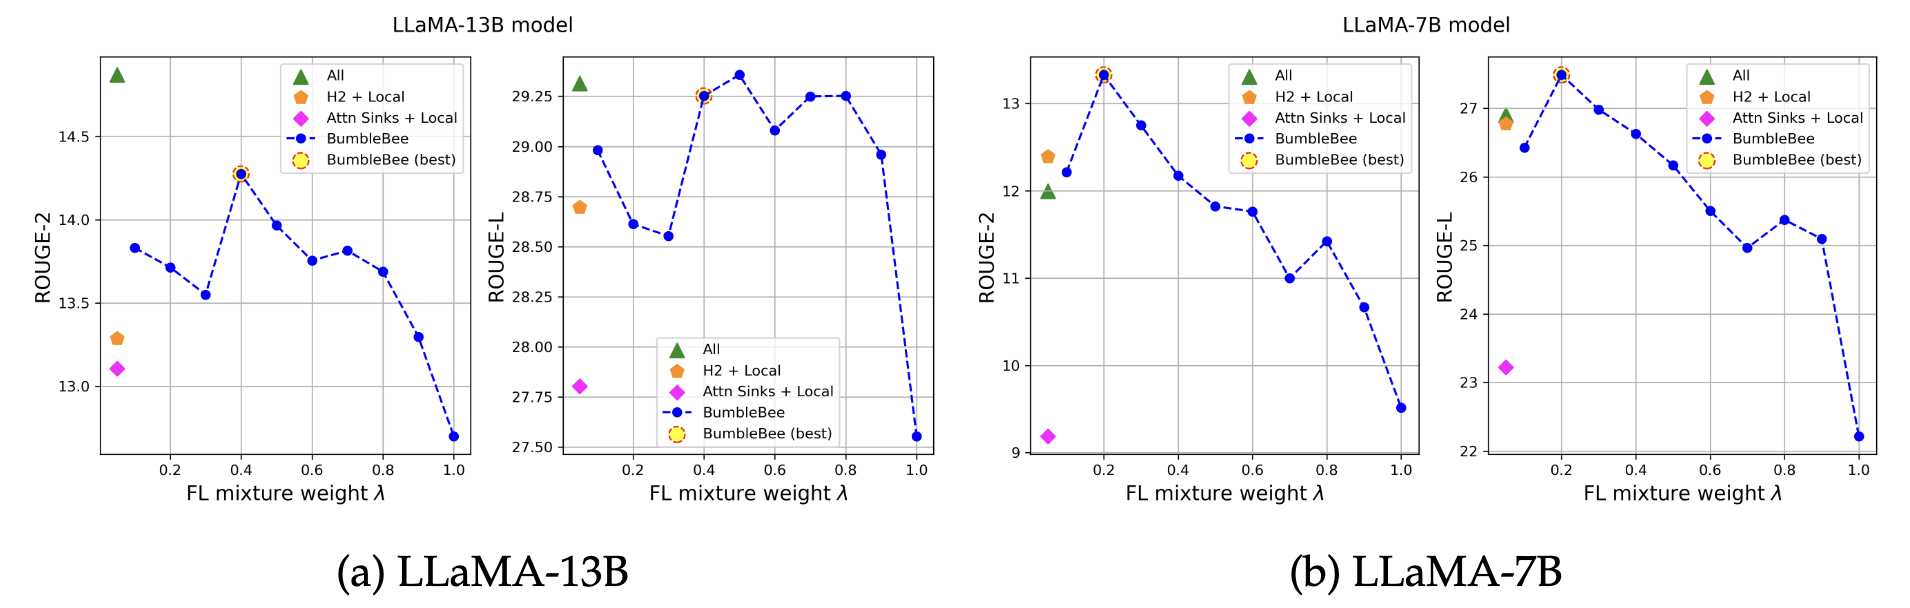 LLaMA-13B model
ROUGE-2
14.5
14.0
13.5
13.0
0.2 0.4 0.6 0.8 1.0
FL mixture weight λ
All
H2 + Local
Attn Sinks + Local
BumbleBee
BumbleBee (best)
ROUGE-L
29.25
29.00
28.75
28.50
28.25
28.00
27.75
27.50
0.2 0.4 0.6 0.8 1.0
FL mixture weight λ
All
H2 + Local
Attn Sinks + Local
BumbleBee
BumbleBee (best)
(a) LLaMA-13B
LLaMA-7B model
ROUGE-2
13
12
11
10
9
0.2 0.4 0.6 0.8 1.0
FL mixture weight λ
All
H2 + Local
Attn Sinks + Local
BumbleBee
BumbleBee (best)
ROUGE-L
27
26
25
24
23
22
0.2 0.4 0.6 0.8 1.0
FL mixture weight λ
All
H2 + Local
Attn Sinks + Local
BumbleBee
BumbleBee (best)
(b) LLaMA-7B